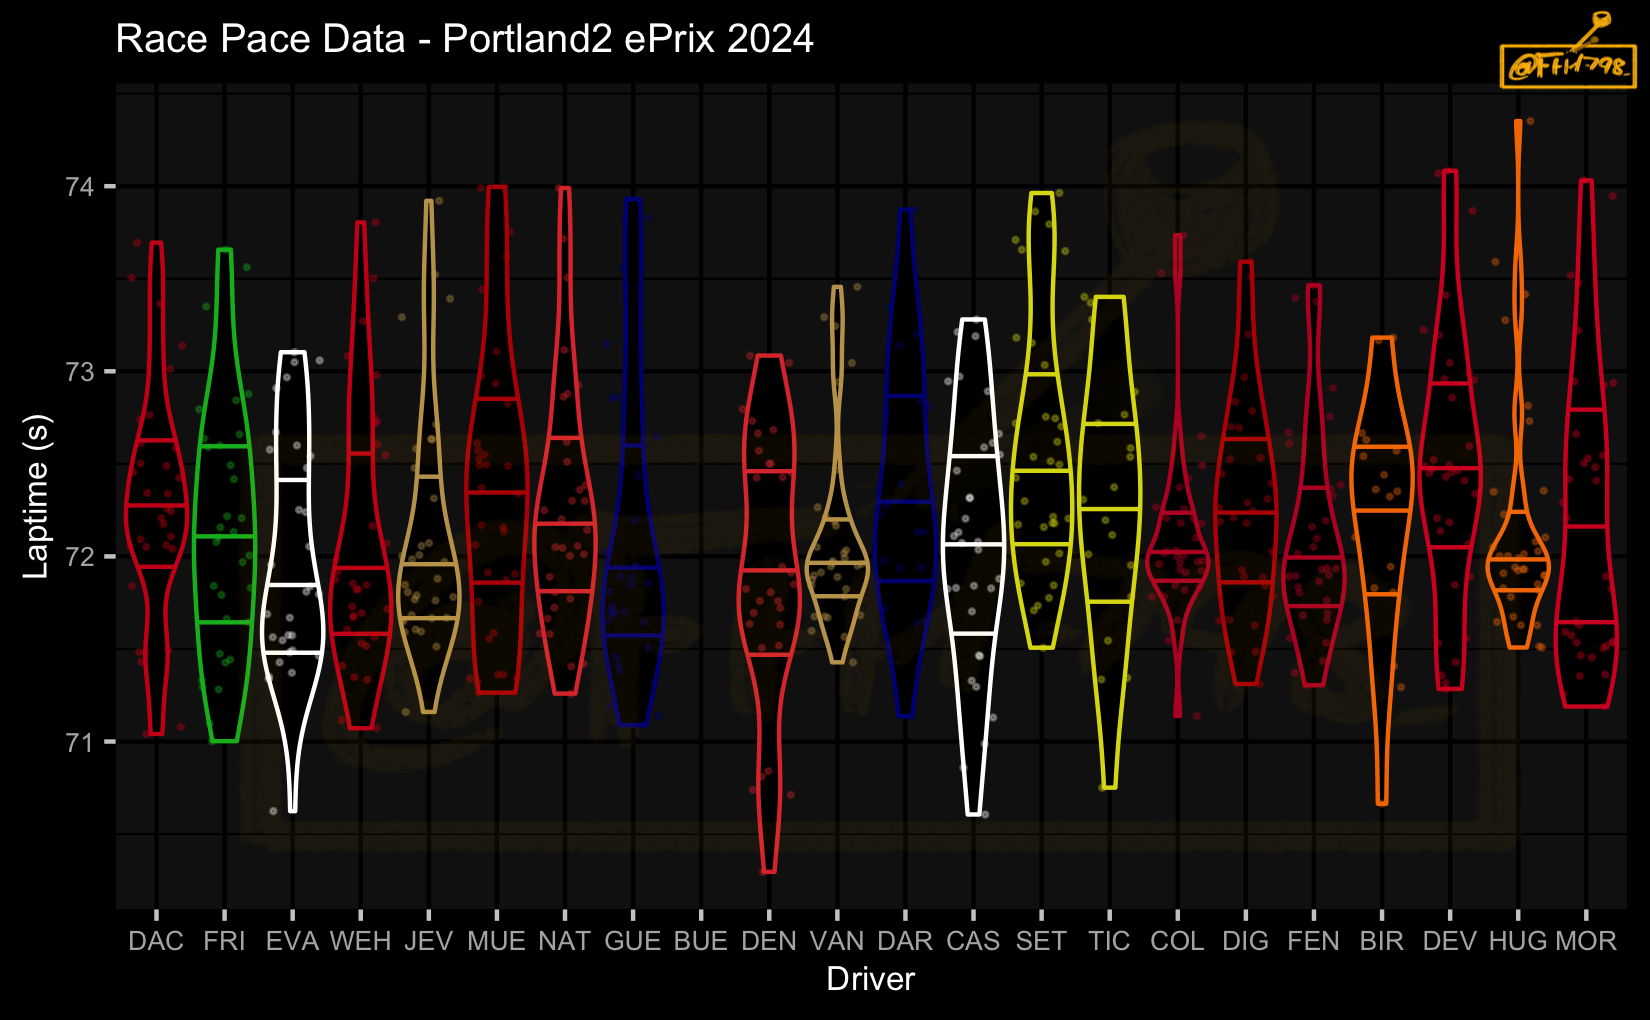 Race Pace Data - Portland2 ePrix 2024
@FFH798
74
73
72
71
Laptime (s)
DAC FRI EVA WEH JEV MUE NAT GUE BUE DEN VAN DAR CAS SET TIC COL DIG FEN BIR DEV HUG MOR
Driver